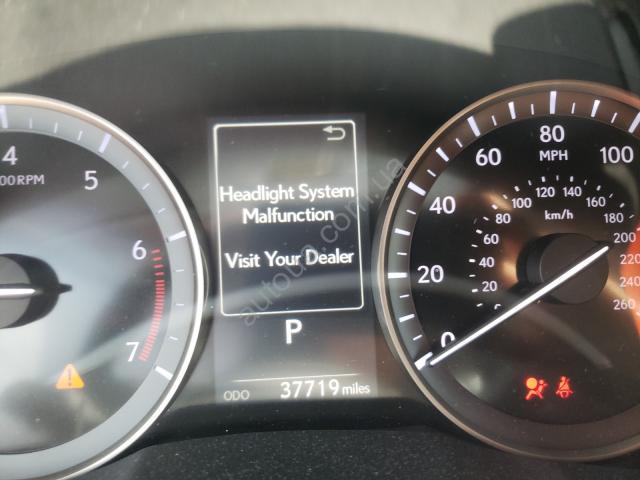 Headlight System
Malfunction
Visit Your Dealer
P
ODO 37719 miles
4
5
6
7
00RPM
0
20
40
60
80
100
MPH
80
100
120
140
160
180
200
220
240
260
60
40
20
km/h
autoua.com.ua